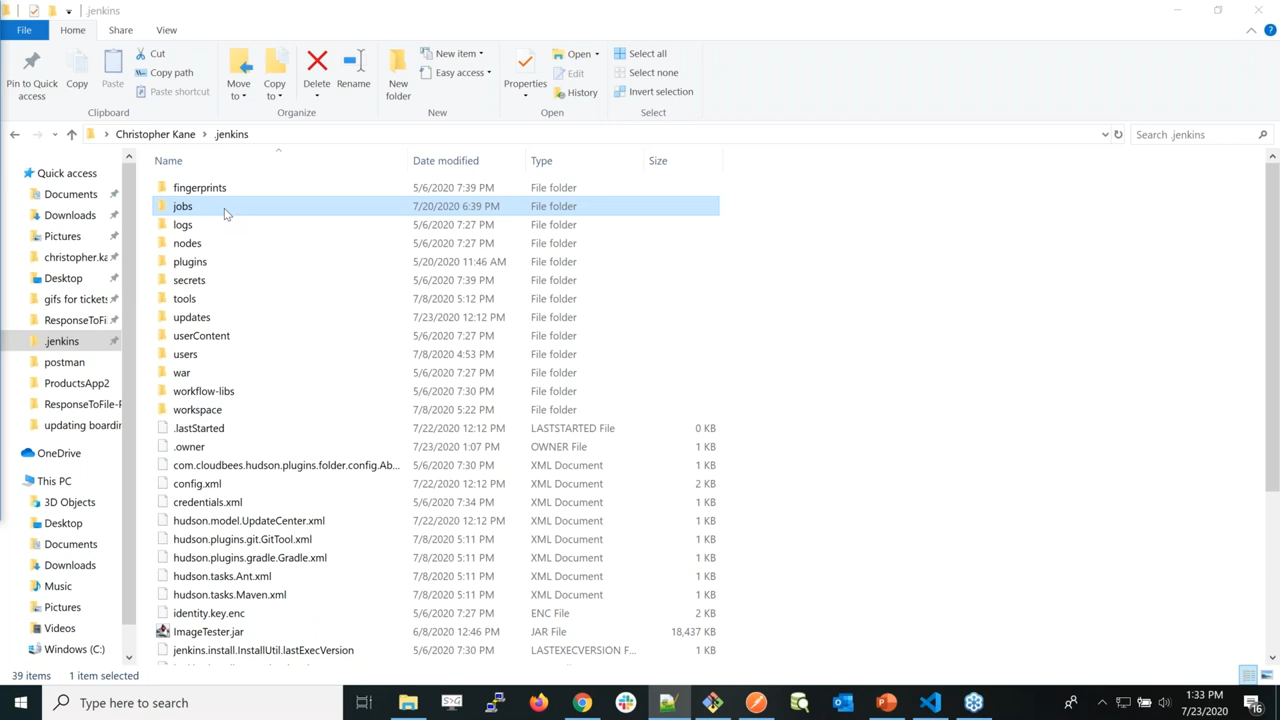 .jenkins
File Home Share View
Pin to Quick access
Copy
Paste
Cut
Copy path
Paste shortcut
Clipboard
Move to
Copy to
Delete
Rename
Organize
New folder
New item
Easy access
New
Properties
Open
Edit
History
Open
Select all
Select none
Invert selection
Select
Christopher Kane > .jenkins
Search .jenkins
Quick access
Documents
Downloads
Pictures
christopher.ka
Desktop
gifs for tickets
ResponseToFi
.jenkins
postman
ProductsApp2
ResponseToFile-P
updating boardin
OneDrive
This PC
3D Objects
Desktop
Documents
Downloads
Music
Pictures
Videos
Windows (C:)
Name Date modified Type Size
fingerprints 5/6/2020 7:39 PM File folder
jobs 7/20/2020 6:39 PM File folder
logs 5/6/2020 7:27 PM File folder
nodes 5/6/2020 7:27 PM File folder
plugins 5/20/2020 11:46 AM File folder
secrets 5/6/2020 7:39 PM File folder
tools 7/8/2020 5:12 PM File folder
updates 7/23/2020 12:12 PM File folder
userContent 5/6/2020 7:27 PM File folder
users 7/8/2020 4:53 PM File folder
war 5/6/2020 7:27 PM File folder
workflow-libs 5/6/2020 7:30 PM File folder
workspace 7/8/2020 5:22 PM File folder
.lastStarted 7/22/2020 12:12 PM LASTSTARTED File 0 KB
.owner 7/23/2020 1:07 PM OWNER File 1 KB
com.cloudbees.hudson.plugins.folder.config.Ab... 5/6/2020 7:30 PM XML Document 1 KB
config.xml 7/22/2020 12:12 PM XML Document 2 KB
credentials.xml 5/6/2020 7:34 PM XML Document 1 KB
hudson.model.UpdateCenter.xml 7/22/2020 12:12 PM XML Document 1 KB
hudson.plugins.git.GitTool.xml 7/8/2020 5:11 PM XML Document 1 KB
hudson.plugins.gradle.Gradle.xml 7/8/2020 5:11 PM XML Document 1 KB
hudson.tasks.Ant.xml 7/8/2020 5:11 PM XML Document 1 KB
hudson.tasks.Maven.xml 7/8/2020 5:11 PM XML Document 1 KB
identity.key.enc 5/6/2020 7:27 PM ENC File 2 KB
ImageTester.jar 6/8/2020 12:46 PM JAR File 18,437 KB
jenkins.install.InstallUtil.lastExecVersion 5/6/2020 7:30 PM LASTEXECVERSION F... 1 KB
39 items 1 item selected
Type here to search
1:33 PM
7/23/2020
16